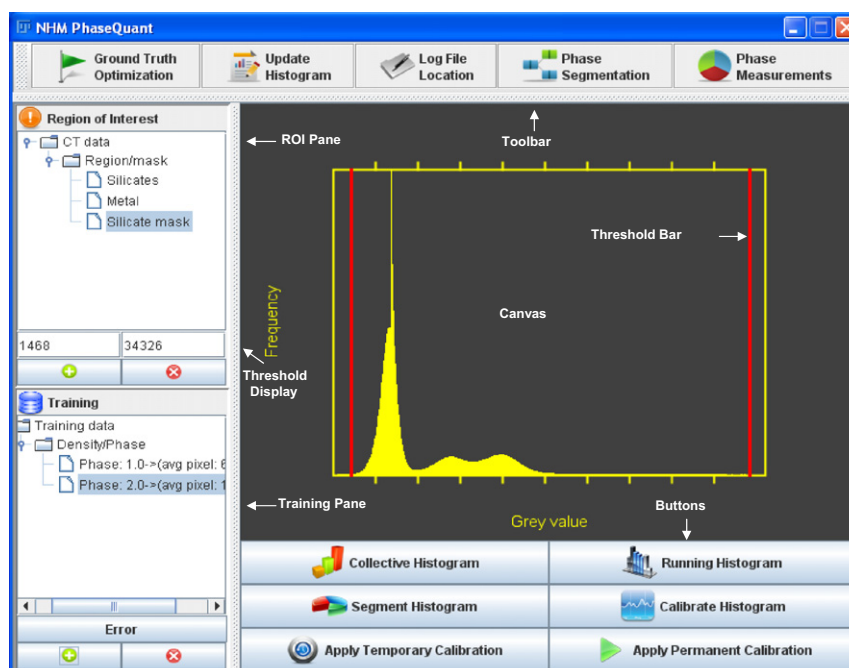 NHM PhaseQuant
Ground Truth
Optimization
Update
Histogram
Log File
Location
Phase
Segmentation
Phase
Measurements
Region of Interest
CT data
Region/mask
Silicates
Metal
Silicate mask
1468
34326
Training
Training data
Density/Phase
Phase: 1.0->(avg pixel: 6
Phase: 2.0->(avg pixel: 1
Error
ROI Pane
Toolbar
Threshold Bar
Canvas
Frequency
Threshold
Display
Training Pane
Grey value
Buttons
Collective Histogram
Running Histogram
Segment Histogram
Calibrate Histogram
Apply Temporary Calibration
Apply Permanent Calibration